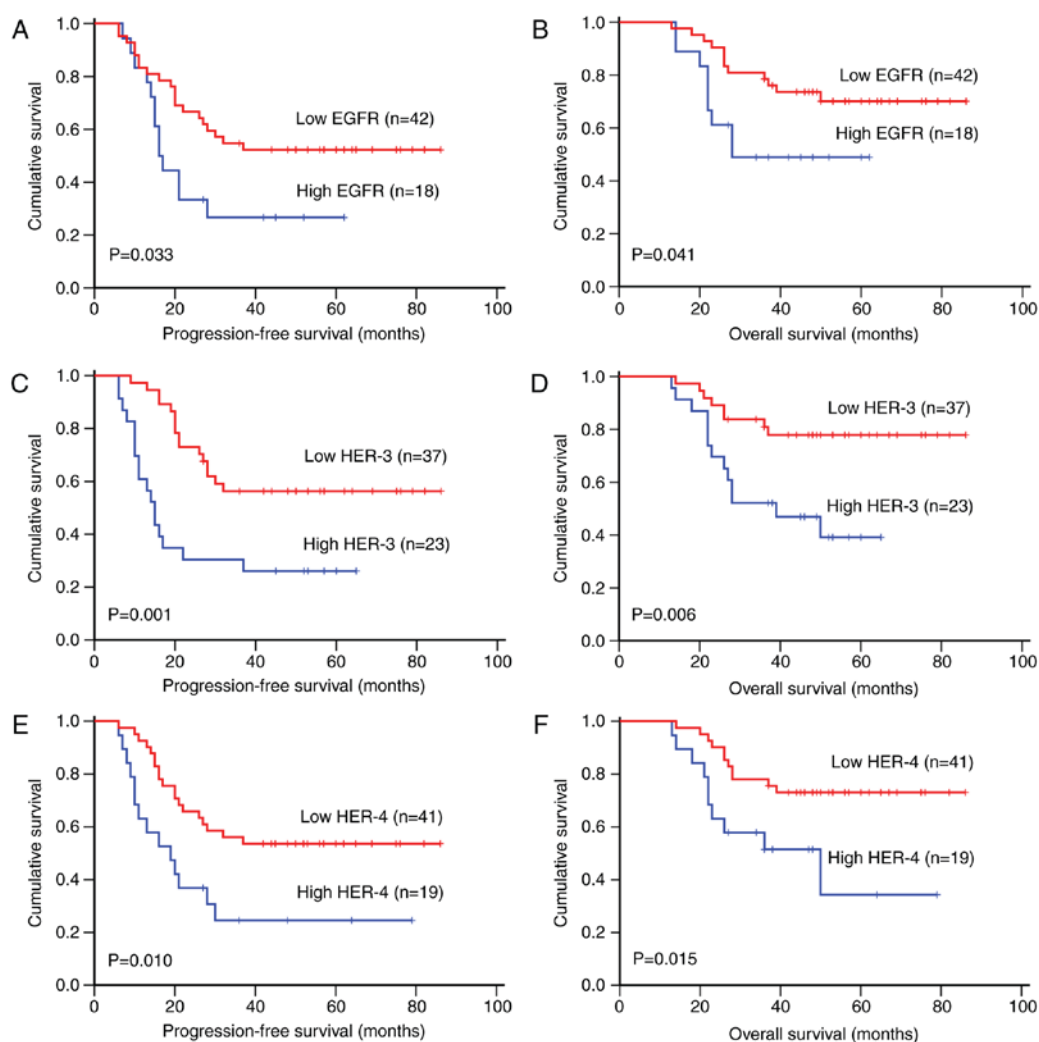 A
Cumulative survival
1.0
0.8
0.6
0.4
0.2
0.0
Low EGFR (n=42)
High EGFR (n=18)
P=0.033
0 20 40 60 80 100
Progression-free survival (months)
B
Cumulative survival
1.0
0.8
0.6
0.4
0.2
0.0
Low EGFR (n=42)
High EGFR (n=18)
P=0.041
0 20 40 60 80 100
Overall survival (months)
C
Cumulative survival
1.0
0.8
0.6
0.4
0.2
0.0
Low HER-3 (n=37)
High HER-3 (n=23)
P=0.001
0 20 40 60 80 100
Progression-free survival (months)
D
Cumulative survival
1.0
0.8
0.6
0.4
0.2
0.0
Low HER-3 (n=37)
High HER-3 (n=23)
P=0.006
0 20 40 60 80 100
Overall survival (months)
E
Cumulative survival
1.0
0.8
0.6
0.4
0.2
0.0
Low HER-4 (n=41)
High HER-4 (n=19)
P=0.010
0 20 40 60 80 100
Progression-free survival (months)
F
Cumulative survival
1.0
0.8
0.6
0.4
0.2
0.0
Low HER-4 (n=41)
High HER-4 (n=19)
P=0.015
0 20 40 60 80 100
Overall survival (months)